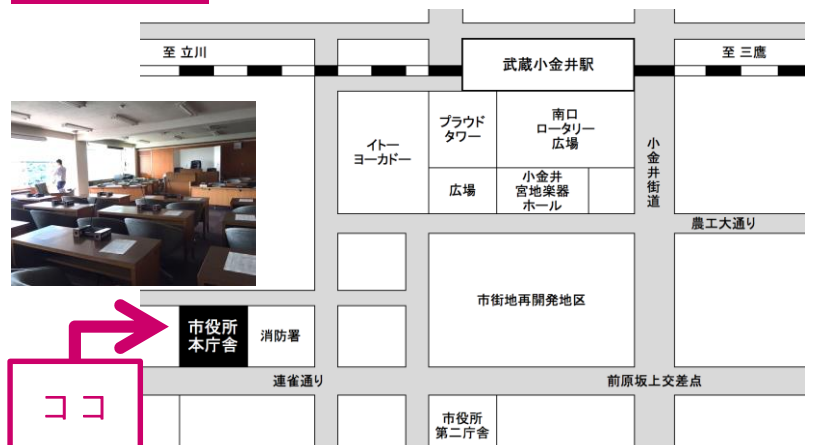 至 立川
武蔵小金井駅
至 三鷹
イトー
ヨーカドー
プラウド
タワー
南口
ロータリー
広場
広場
小金井
宮地楽器
ホール
小金井街道
農工大通り
市街地再開発地区
市役所
本庁舎
消防署
連雀通り
前原坂上交差点
ココ
市役所
第二庁舎